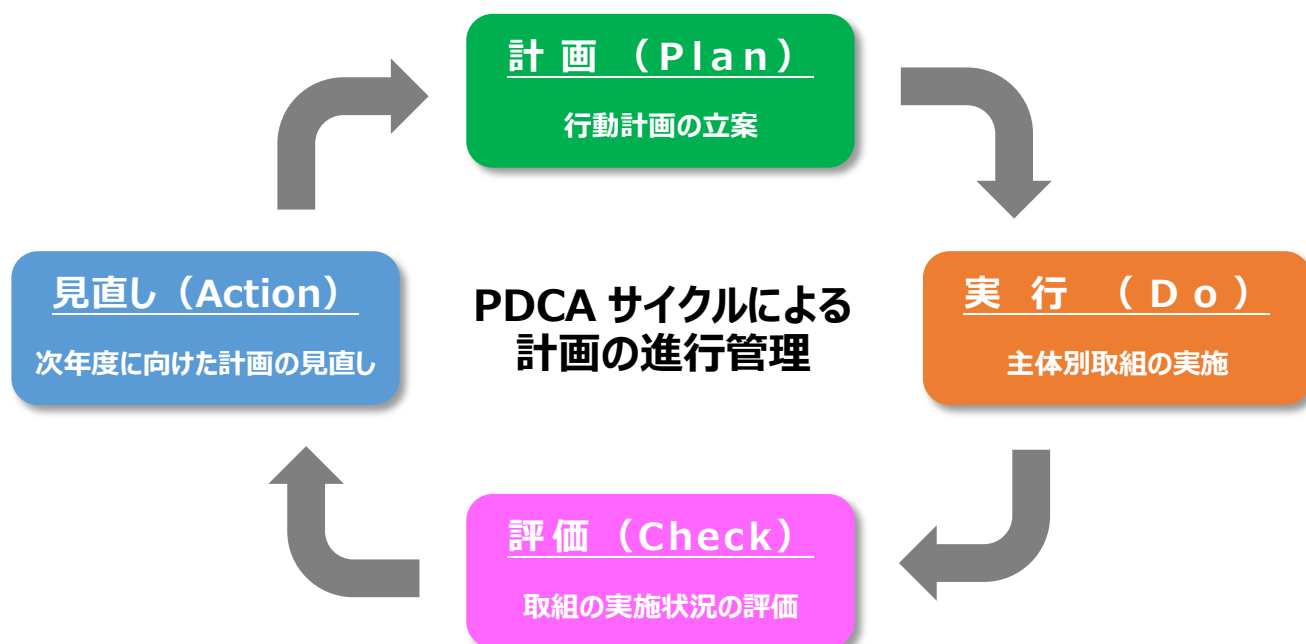 計画（Plan）
行動計画の立案
見直し（Action）
次年度に向けた計画の見直し
PDCA サイクルによる
計画の進行管理
実行（Do）
主体別取組の実施
評価（Check）
取組の実施状況の評価